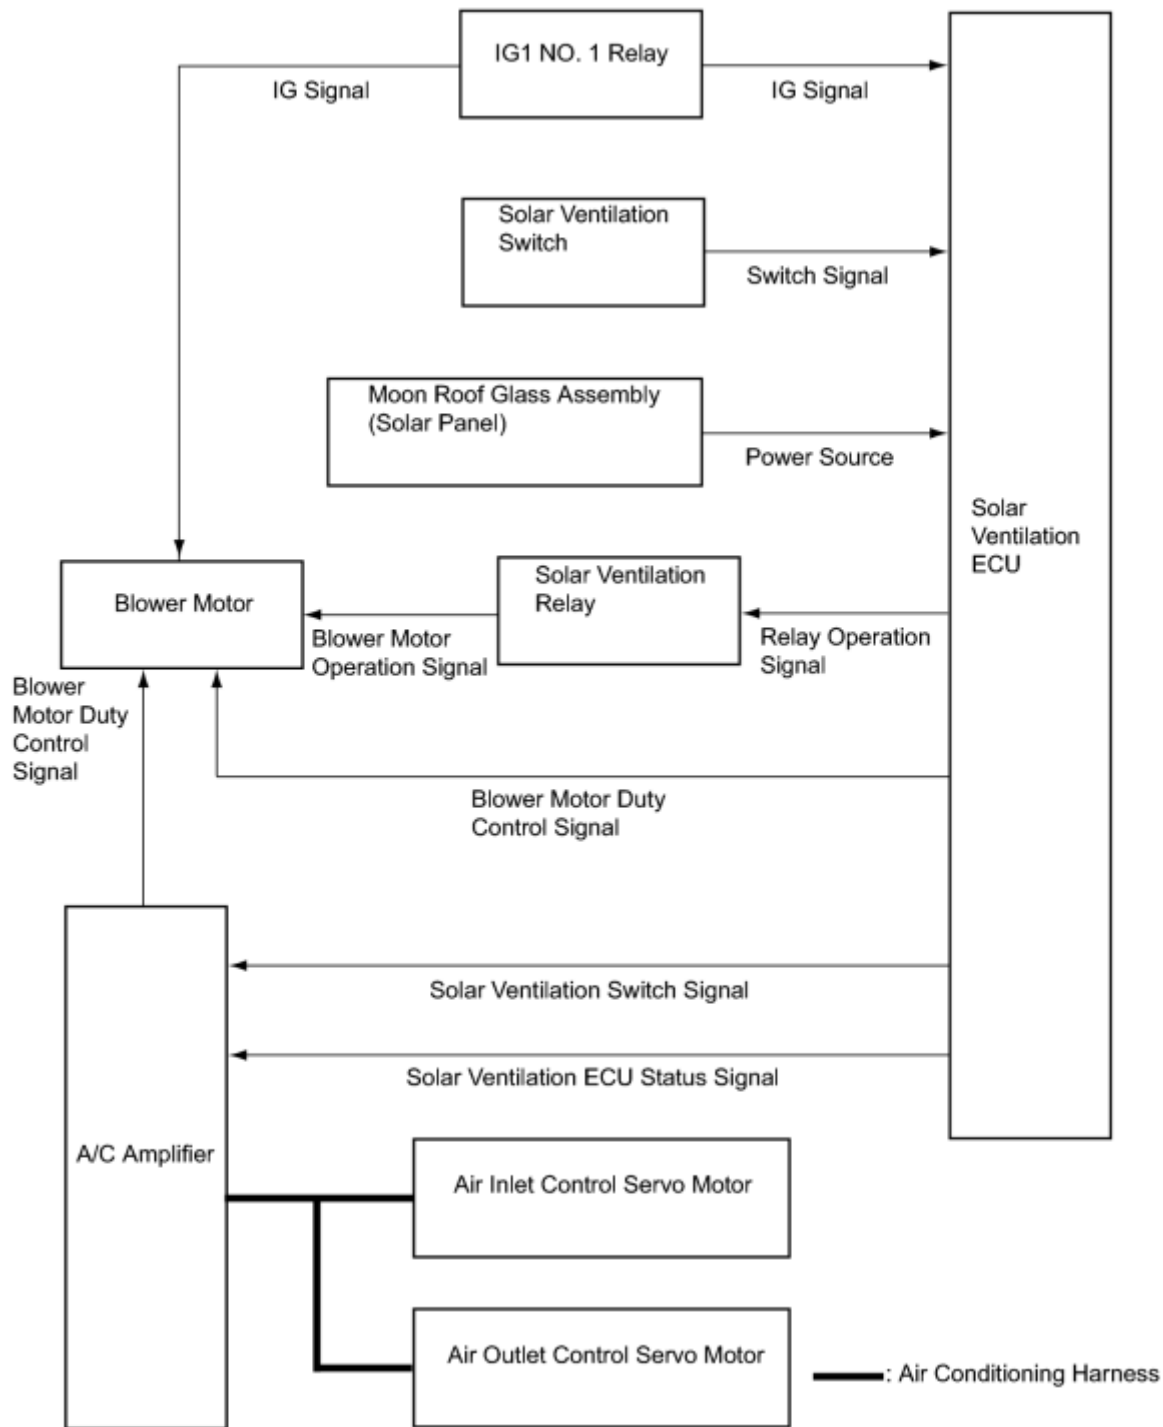 IG1 NO. 1 Relay
IG Signal
IG Signal
Solar Ventilation
Switch
Switch Signal
Moon Roof Glass Assembly
(Solar Panel)
Power Source
Solar
Ventilation
ECU
Solar Ventilation
Relay
Blower Motor
Blower Motor
Operation Signal
Relay Operation
Signal
Blower
Motor Duty
Control
Signal
Blower Motor Duty
Control Signal
Solar Ventilation Switch Signal
Solar Ventilation ECU Status Signal
A/C Amplifier
Air Inlet Control Servo Motor
Air Outlet Control Servo Motor
: Air Conditioning Harness